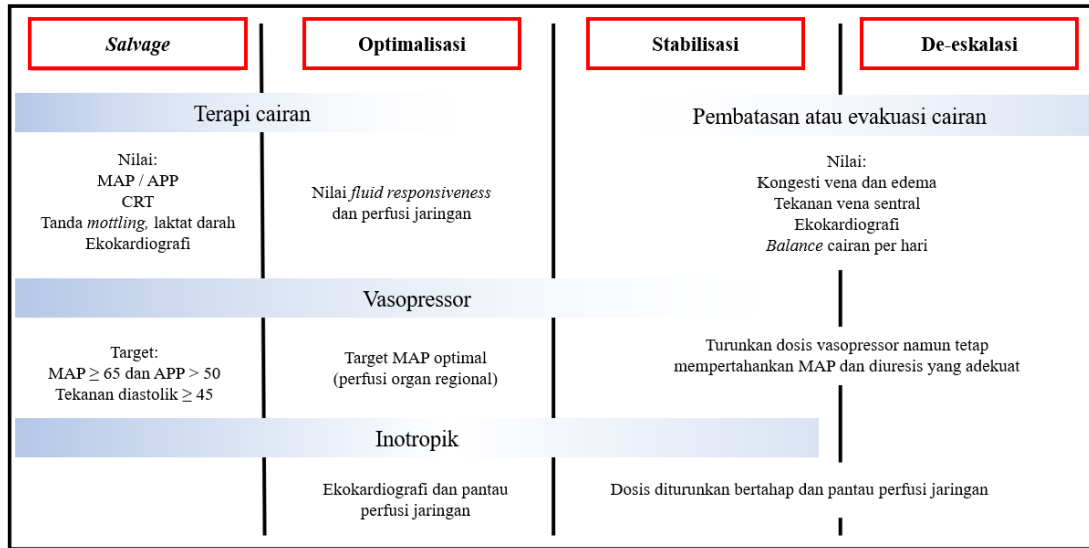 Salvage
Optimalisasi
Stabilisasi
De-eskalasi
Terapi cairan
Pembatasan atau evakuasi cairan
Nilai:
MAP / APP
CRT
Tanda mottling, laktat darah
Ekokardiografi
Nilai fluid responsiveness
dan perfusi jaringan
Nilai:
Kongesti vena dan edema
Tekanan vena sentral
Ekokardiografi
Balance cairan per hari
Vasopressor
Target:
MAP ≥ 65 dan APP > 50
Tekanan diastolik ≥ 45
Target MAP optimal
(perfusi organ regional)
Turunkan dosis vasopressor namun tetap
mempertahankan MAP dan diuresis yang adekuat
Inotropik
Ekokardiografi dan pantau
perfusi jaringan
Dosis diturunkan bertahap dan pantau perfusi jaringan